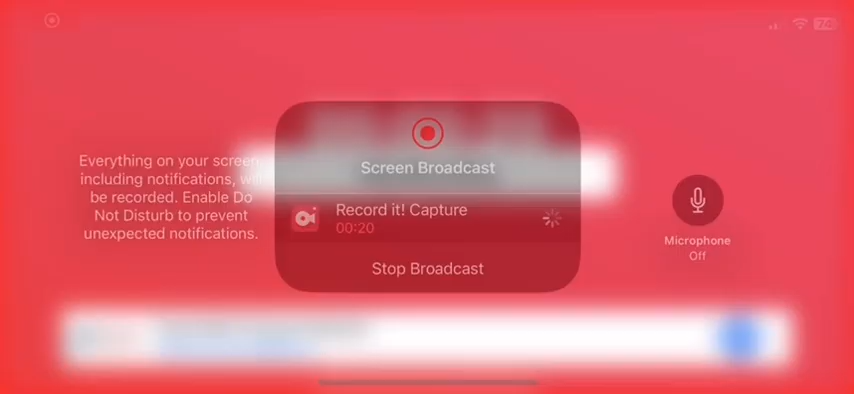 Everything on your screen,
including notifications, will
be recorded. Enable Do
Not Disturb to prevent
unexpected notifications.
Screen Broadcast
Record it! Capture
00:20
Stop Broadcast
Microphone
Off